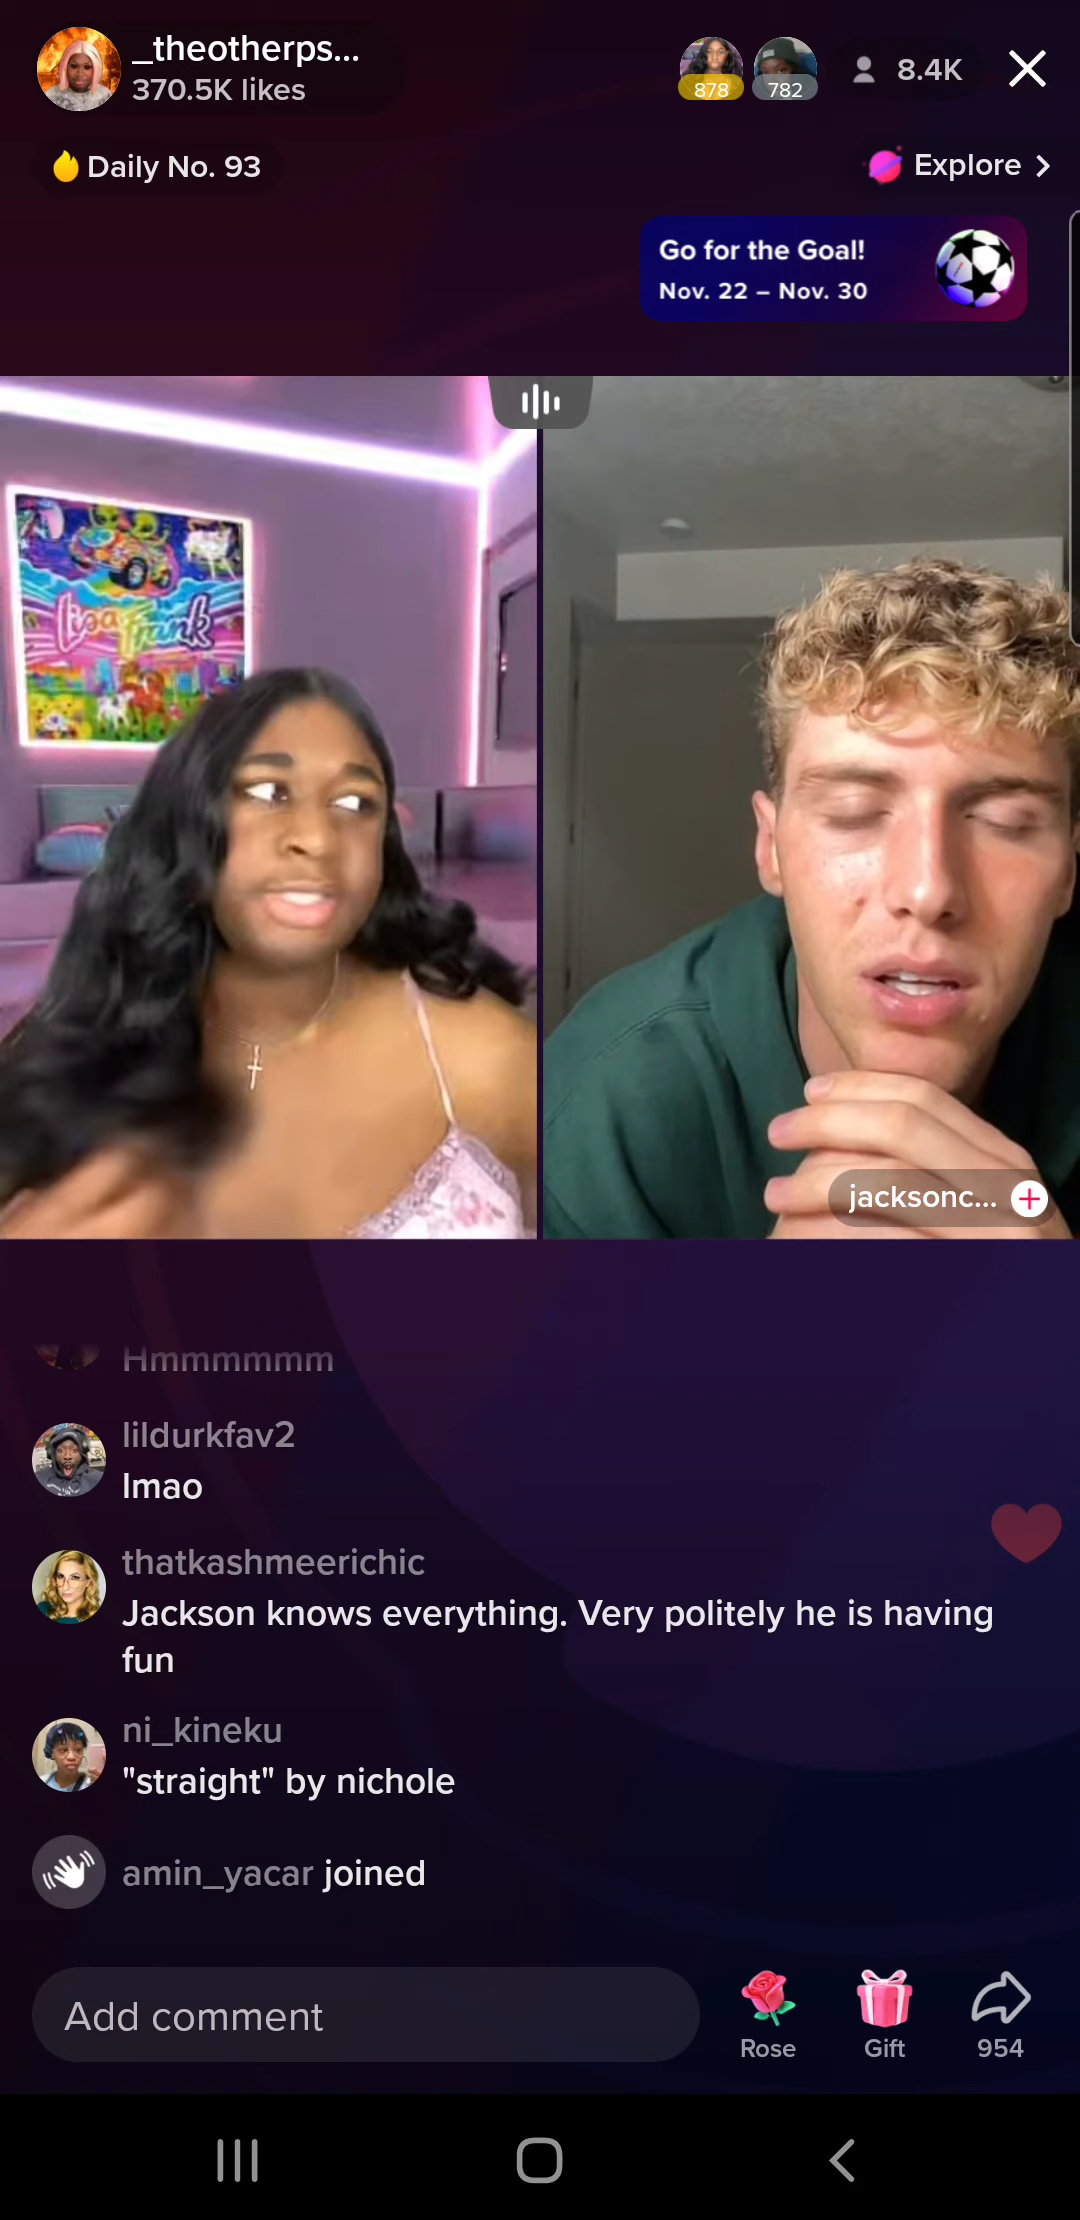 _theotherps...
370.5K likes
878
782
8.4K
Daily No. 93
Explore >
Go for the Goal!
Nov. 22 – Nov. 30
Lisa Frank
jacksonc...
Hmmmmmm
lildurkfav2
lmao
thatkashmeerichic
Jackson knows everything. Very politely he is having
fun
ni_kineku
"straight" by nichole
amin_yacar joined
Add comment
Rose
Gift
954